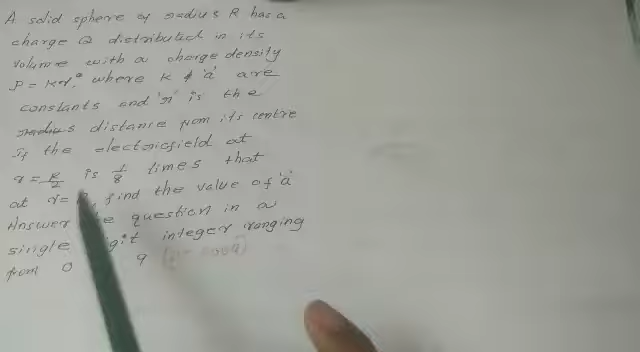 A solid sphere of radius R has a
charge Q distributed in its
volume with a charge density
ρ = kr^a, where k & 'a' are
constants and 'r' is the
distance from its centre
If the electricfield at
r = R/2 is 1/8 times that
at r = find the value of 'a'
Answer question in a
single integer ranging
from 0 9